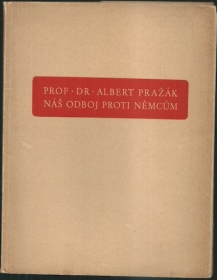 PROF · DR · ALBERT PRAŽÁK
NÁŠ ODBOJ PROTI NĚMCŮM